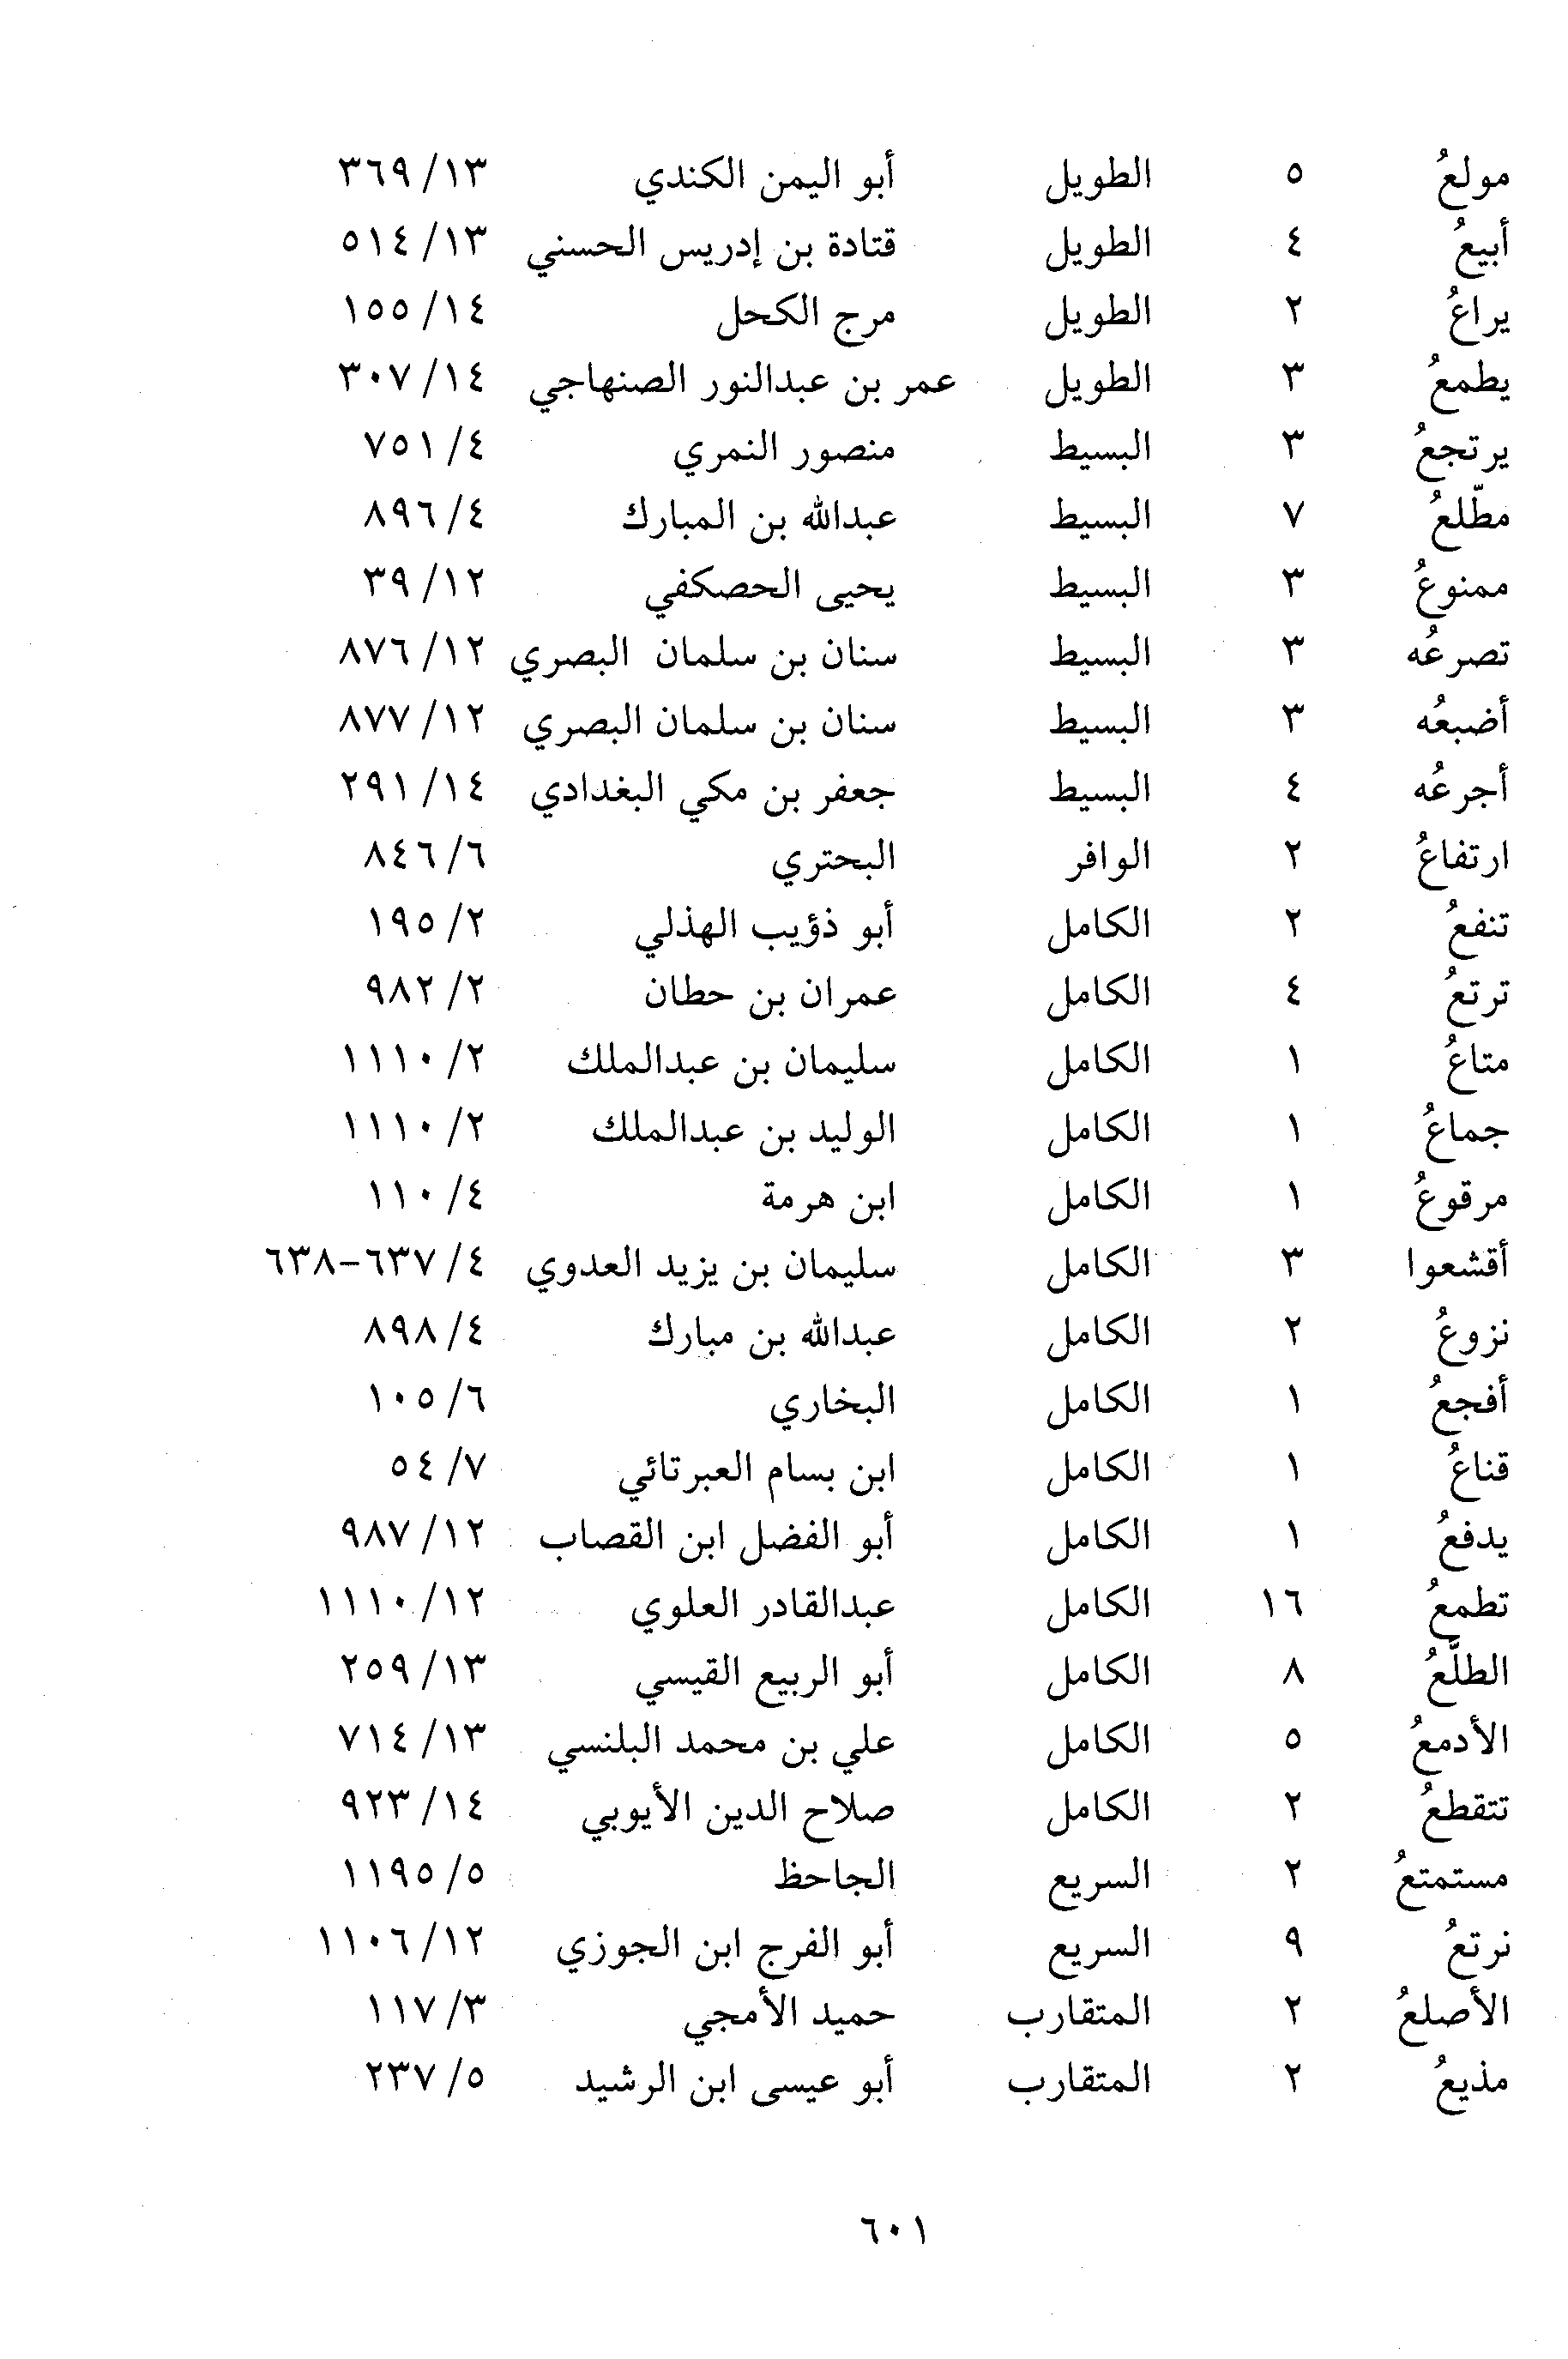 مولعُ ٥ الطويل أبو اليمن الكندي ١٣/ ٣٦٩
أبيعُ ٤ الطويل قتادة بن إدريس الحسني ١٣/ ٥١٤
يراعُ ٢ الطويل مرج الكحل ١٤/ ١٥٥
يطمعُ ٣ الطويل عمر بن عبدالنور الصنهاجي ١٤/ ٣٠٧
يرتجعُ ٣ البسيط منصور النمري ٤/ ٧٥١
مطّلعُ ٧ البسيط عبدالله بن المبارك ٤/ ٨٩٦
ممنوعُ ٣ البسيط يحيى الحصكفي ١٢/ ٣٩
تصرعُه ٣ البسيط سنان بن سلمان البصري ١٢/ ٨٧٦
أضبعُه ٣ البسيط سنان بن سلمان البصري ١٢/ ٨٧٧
أجرعُه ٤ البسيط جعفر بن مكي البغدادي ١٤/ ٢٩١
ارتفاعُ ٢ الوافر البحتري ٦/ ٨٤٦
تنفعُ ٢ الكامل أبو ذؤيب الهذلي ٢/ ١٩٥
ترتعُ ٤ الكامل عمران بن حطان ٢/ ٩٨٢
متاعُ ١ الكامل سليمان بن عبدالملك ٢/ ١١١٠
جماعُ ١ الكامل الوليد بن عبدالملك ٢/ ١١١٠
مرقوعُ ١ الكامل ابن هرمة ٤/ ١١٠
أقشعوا ٣ الكامل سليمان بن يزيد العدوي ٤/ ٦٣٧-٦٣٨
نزوعُ ٢ الكامل عبدالله بن مبارك ٤/ ٨٩٨
أفجعُ ١ الكامل البخاري ٦/ ١٠٥
قناعُ ١ الكامل ابن بسام العبرتائي ٧/ ٥٤
يدفعُ ١ الكامل أبو الفضل ابن القصاب ١٢/ ٩٨٧
تطمعُ ١٦ الكامل عبدالقادر العلوي ١٢/ ١١١٠
الطلَّعُ ٨ الكامل أبو الربيع القيسي ١٣/ ٢٥٩
الأدمعُ ٥ الكامل علي بن محمد البلنسي ١٣/ ٧١٤
تتقطعُ ٢ الكامل صلاح الدين الأيوبي ١٤/ ٩٢٣
مستمتعُ ٢ السريع الجاحظ ٥/ ١١٩٥
نرتعُ ٩ السريع أبو الفرج ابن الجوزي ١٢/ ١١٠٦
الأصلعُ ٢ المتقارب حميد الأمجي ٣/ ١١٧
مذيعُ ٢ المتقارب أبو عيسى ابن الرشيد ٥/ ٢٣٧
٦٠١